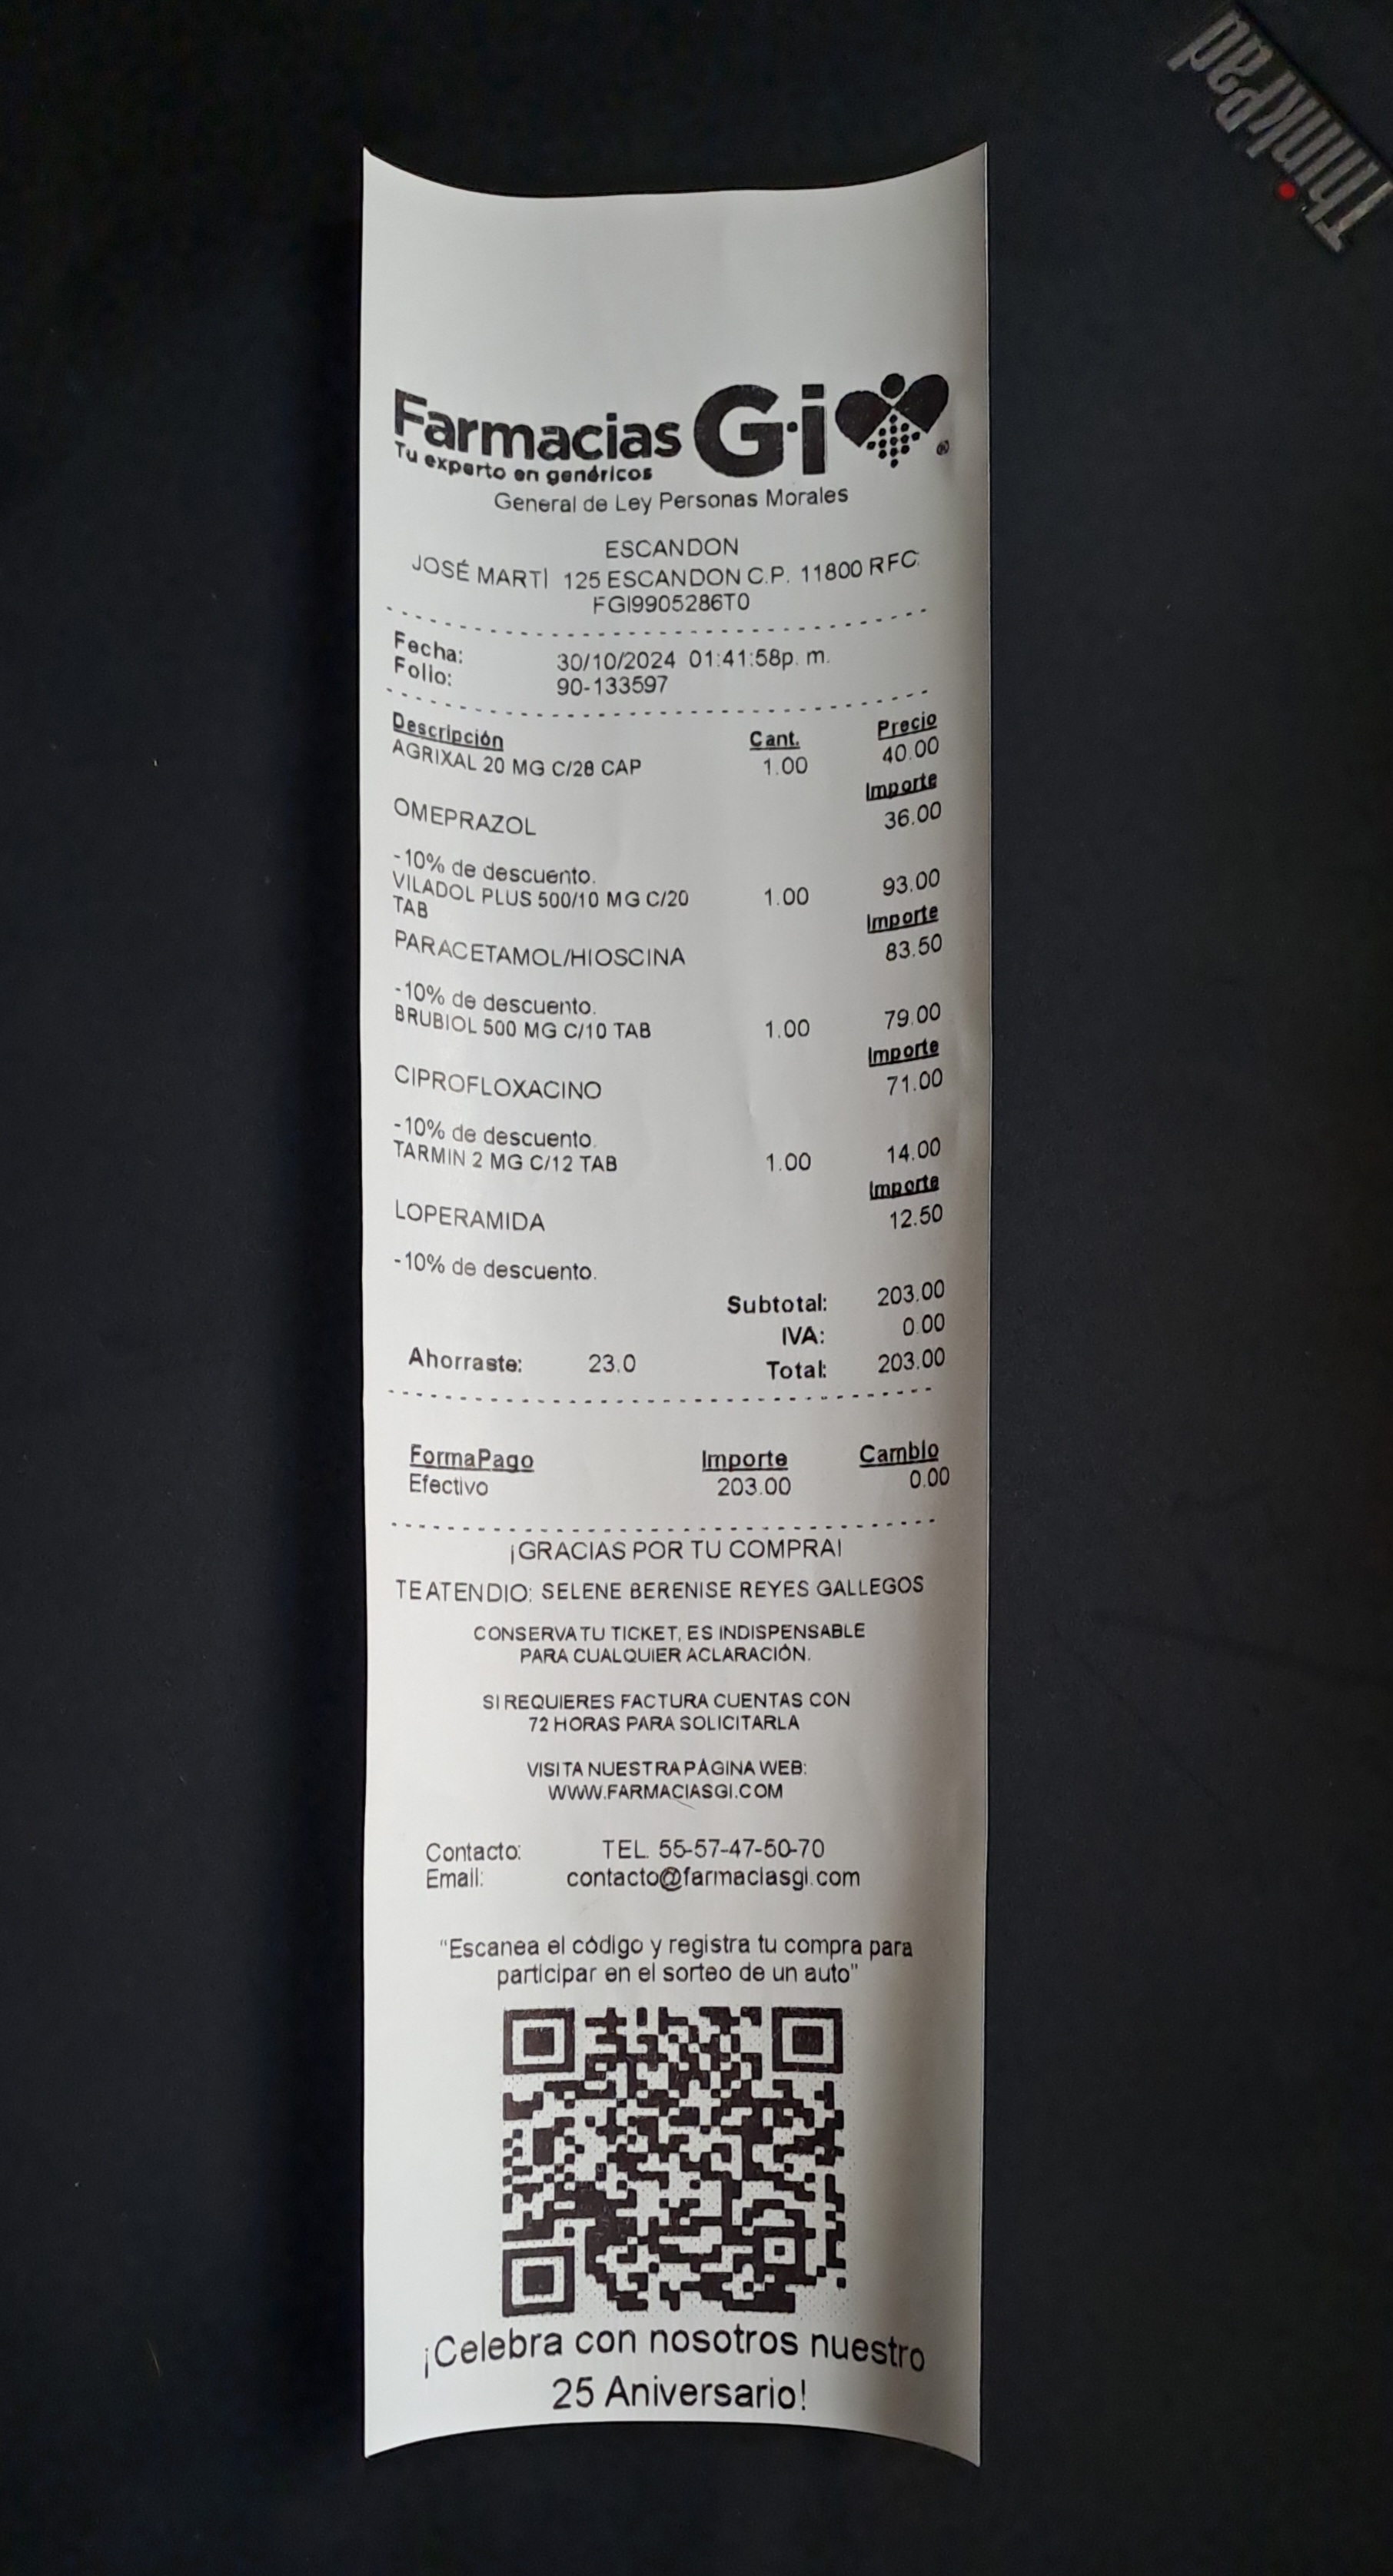 ThinkPad
Farmacias G·i ®
Tu experto en genéricos
General de Ley Personas Morales
ESCANDON
JOSÉ MARTÍ 125 ESCANDON C.P. 11800 RFC:
FGI9905286T0
Fecha: 30/10/2024 01:41:58p. m.
Folio: 90-133597
Descripción Cant. Precio
AGRIXAL 20 MG C/28 CAP 1.00 40.00
Importe
OMEPRAZOL 36.00
-10% de descuento.
VILADOL PLUS 500/10 MG C/20 1.00 93.00
TAB Importe
PARACETAMOL/HIOSCINA 83.50
-10% de descuento.
BRUBIOL 500 MG C/10 TAB 1.00 79.00
Importe
CIPROFLOXACINO 71.00
-10% de descuento.
TARMIN 2 MG C/12 TAB 1.00 14.00
Importe
LOPERAMIDA 12.50
-10% de descuento.
Subtotal: 203.00
IVA: 0.00
Ahorraste: 23.0 Total: 203.00
FormaPago Importe Cambio
Efectivo 203.00 0.00
¡GRACIAS POR TU COMPRA!
TE ATENDIO: SELENE BERENISE REYES GALLEGOS
CONSERVA TU TICKET, ES INDISPENSABLE
PARA CUALQUIER ACLARACIÓN.
SI REQUIERES FACTURA CUENTAS CON
72 HORAS PARA SOLICITARLA
VISITA NUESTRA PÁGINA WEB:
WWW.FARMACIASGI.COM
Contacto: TEL. 55-57-47-50-70
Email: contacto@farmaciasgi.com
"Escanea el código y registra tu compra para
participar en el sorteo de un auto"
¡Celebra con nosotros nuestro
25 Aniversario!